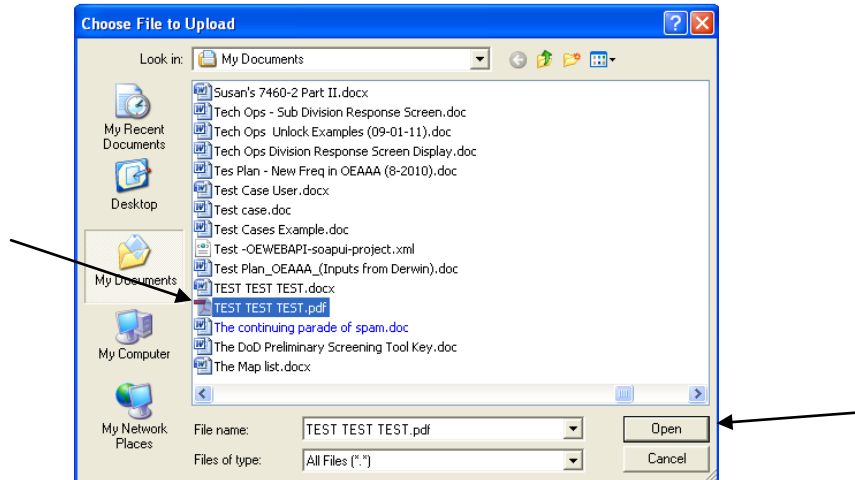 Choose File to Upload
Look in: My Documents
My Recent
Documents
Desktop
My Documents
My Computer
My Network
Places
Susan's 7460-2 Part II.docx
Tech Ops - Sub Division Response Screen.doc
Tech Ops  Unlock Examples (09-01-11).doc
Tech Ops Division Response Screen Display.doc
Tes Plan - New Freq in OEAAA (8-2010).doc
Test Case User.docx
Test case.doc
Test Cases Example.doc
Test -OEWEBAPI-soapui-project.xml
Test Plan_OEAAA_(Inputs from Derwin).doc
TEST TEST TEST.docx
TEST TEST TEST.pdf
The continuing parade of spam.doc
The DoD Preliminary Screening Tool Key.doc
The Map list.docx
File name: TEST TEST TEST.pdf Open
Files of type: All Files (*.*) Cancel